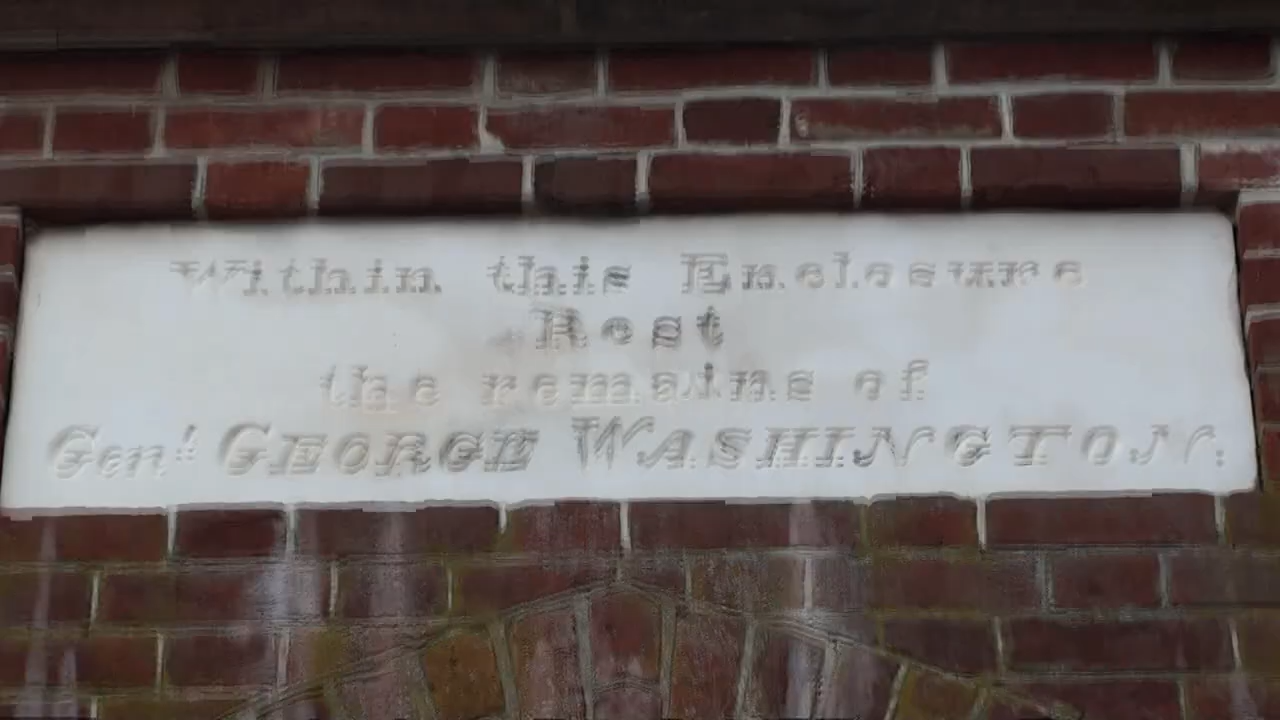 Within this Enclosure
Rest
the remains of
Genˡ GEORGE WASHINGTON.